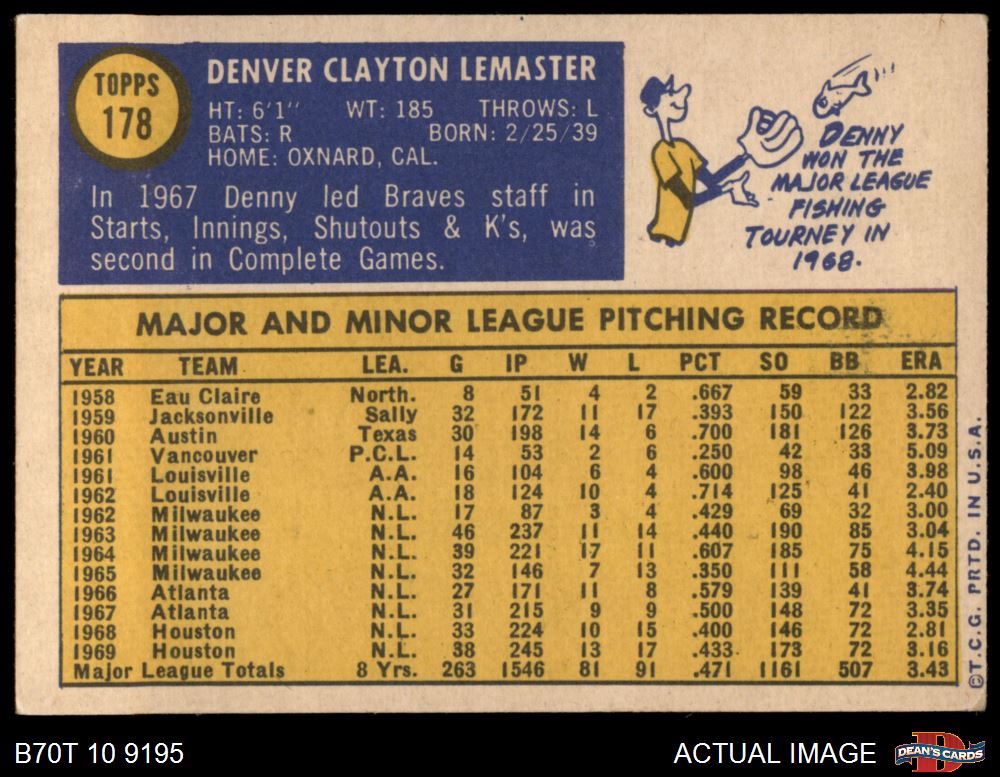 TOPPS
178
DENVER CLAYTON LEMASTER
HT: 6'1" WT: 185 THROWS: L
BATS: R BORN: 2/25/39
HOME: OXNARD, CAL.
In 1967 Denny led Braves staff in
Starts, Innings, Shutouts & K's, was
second in Complete Games.
DENNY
WON THE
MAJOR LEAGUE
FISHING
TOURNEY IN
1968.
MAJOR AND MINOR LEAGUE PITCHING RECORD
YEAR TEAM LEA. G IP W L PCT SO BB ERA
1958 Eau Claire North. 8 51 4 2 .667 59 33 2.82
1959 Jacksonville Sally 32 172 11 17 .393 150 122 3.56
1960 Austin Texas 30 198 14 6 .700 181 126 3.73
1961 Vancouver P.C.L. 14 53 2 6 .250 42 33 5.09
1961 Louisville A.A. 16 104 6 4 .600 98 46 3.98
1962 Louisville A.A. 18 124 10 4 .714 125 41 2.40
1962 Milwaukee N.L. 17 87 3 4 .429 69 32 3.00
1963 Milwaukee N.L. 46 237 11 14 .440 190 85 3.04
1964 Milwaukee N.L. 39 221 17 11 .607 185 75 4.15
1965 Milwaukee N.L. 32 146 7 13 .350 111 58 4.44
1966 Atlanta N.L. 27 171 11 8 .579 139 41 3.74
1967 Atlanta N.L. 31 215 9 9 .500 148 72 3.35
1968 Houston N.L. 33 224 10 15 .400 146 72 2.81
1969 Houston N.L. 38 245 13 17 .433 173 72 3.16
Major League Totals 8 Yrs. 263 1546 81 91 .471 1161 507 3.43
©T.C.G. PRTD. IN U.S.A.
B70T 10 9195
ACTUAL IMAGE
DEAN'S CARDS